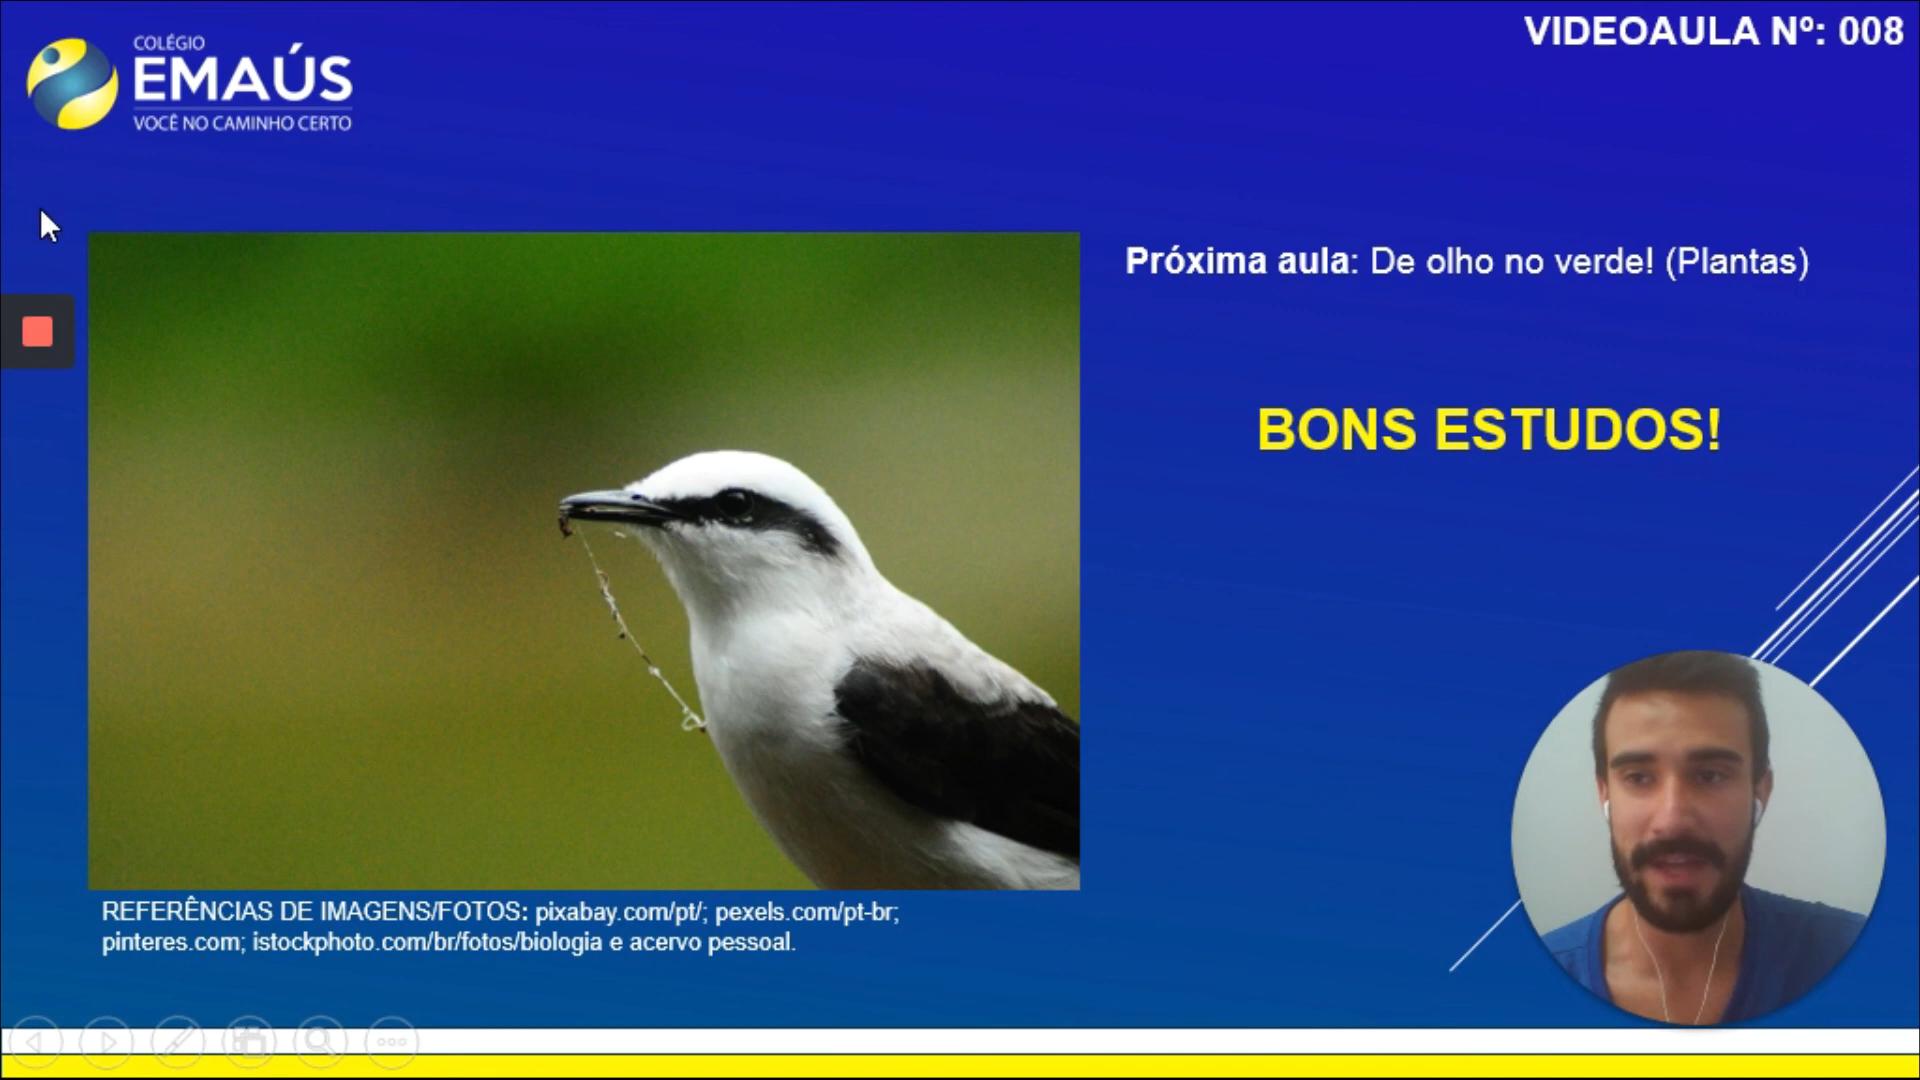 COLÉGIO
EMAÚS
VOCÊ NO CAMINHO CERTO
VIDEOAULA Nº: 008
Próxima aula: De olho no verde! (Plantas)
BONS ESTUDOS!
REFERÊNCIAS DE IMAGENS/FOTOS: pixabay.com/pt/; pexels.com/pt-br;
pinteres.com; istockphoto.com/br/fotos/biologia e acervo pessoal.